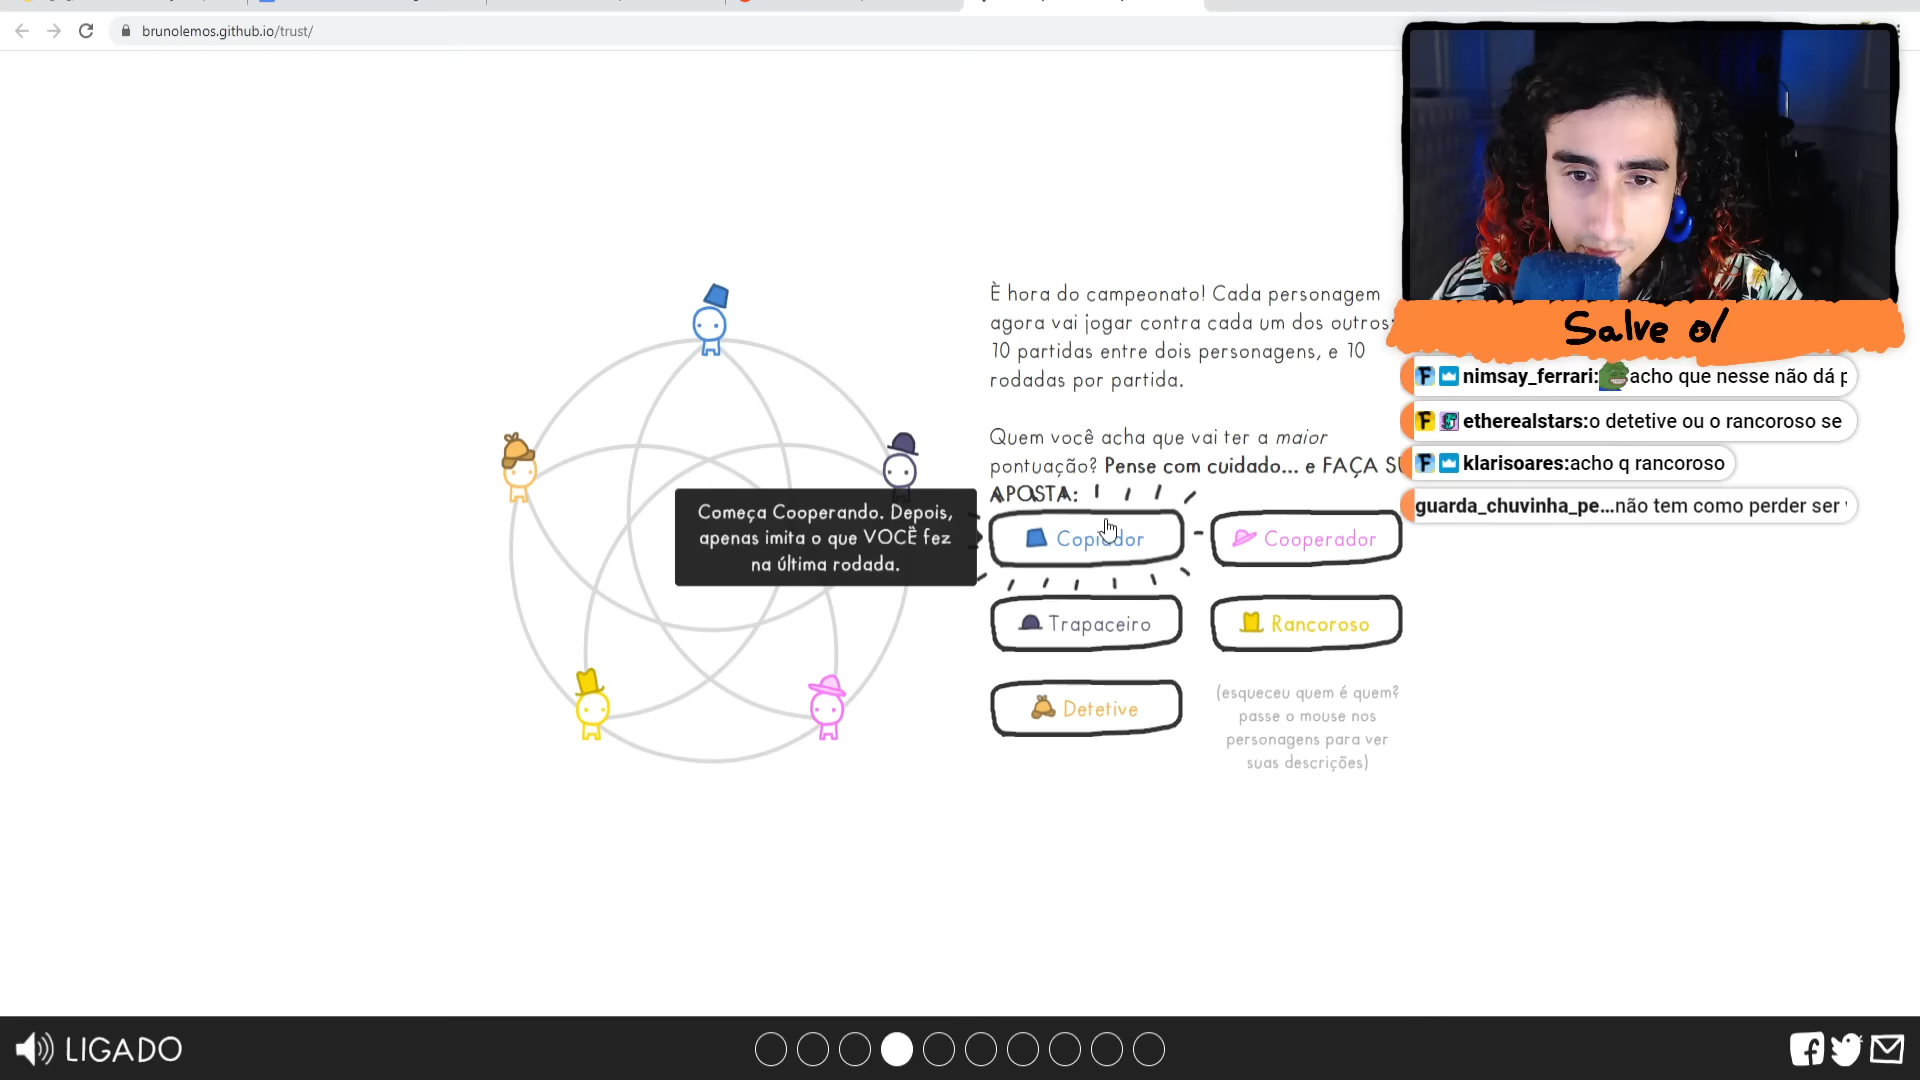 brunolemos.github.io/trust/
È hora do campeonato! Cada personagem
agora vai jogar contra cada um dos outros:
10 partidas entre dois personagens, e 10
rodadas por partida.
Quem você acha que vai ter a maior
pontuação? Pense com cuidado... e FAÇA
APOSTA:
Começa Cooperando. Depois,
apenas imita o que VOCÊ fez
na última rodada.
Copiador
Cooperador
Trapaceiro
Rancoroso
Detetive
(esqueceu quem é quem?
passe o mouse nos
personagens para ver
suas descrições)
Salve o/
nimsay_ferrari: acho que nesse não dá
etherealstars:o detetive ou o rancoroso se
klarisoares:acho q rancoroso
guarda_chuvinha_pe...não tem como perder ser
LIGADO